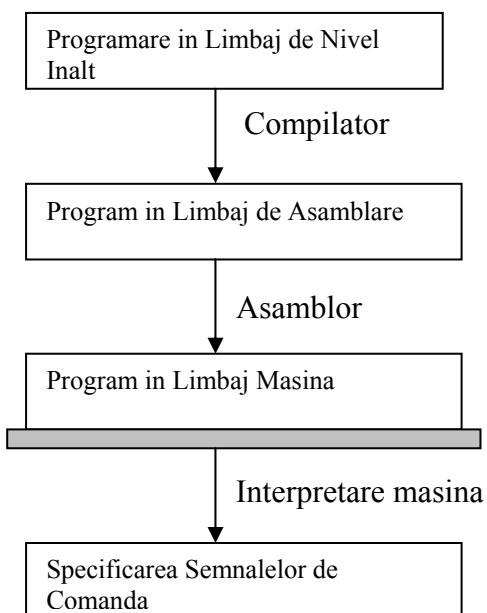 Programare in Limbaj de Nivel
Inalt
Compilator
Program in Limbaj de Asamblare
Asamblor
Program in Limbaj Masina
Interpretare masina
Specificarea Semnalelor de
Comanda